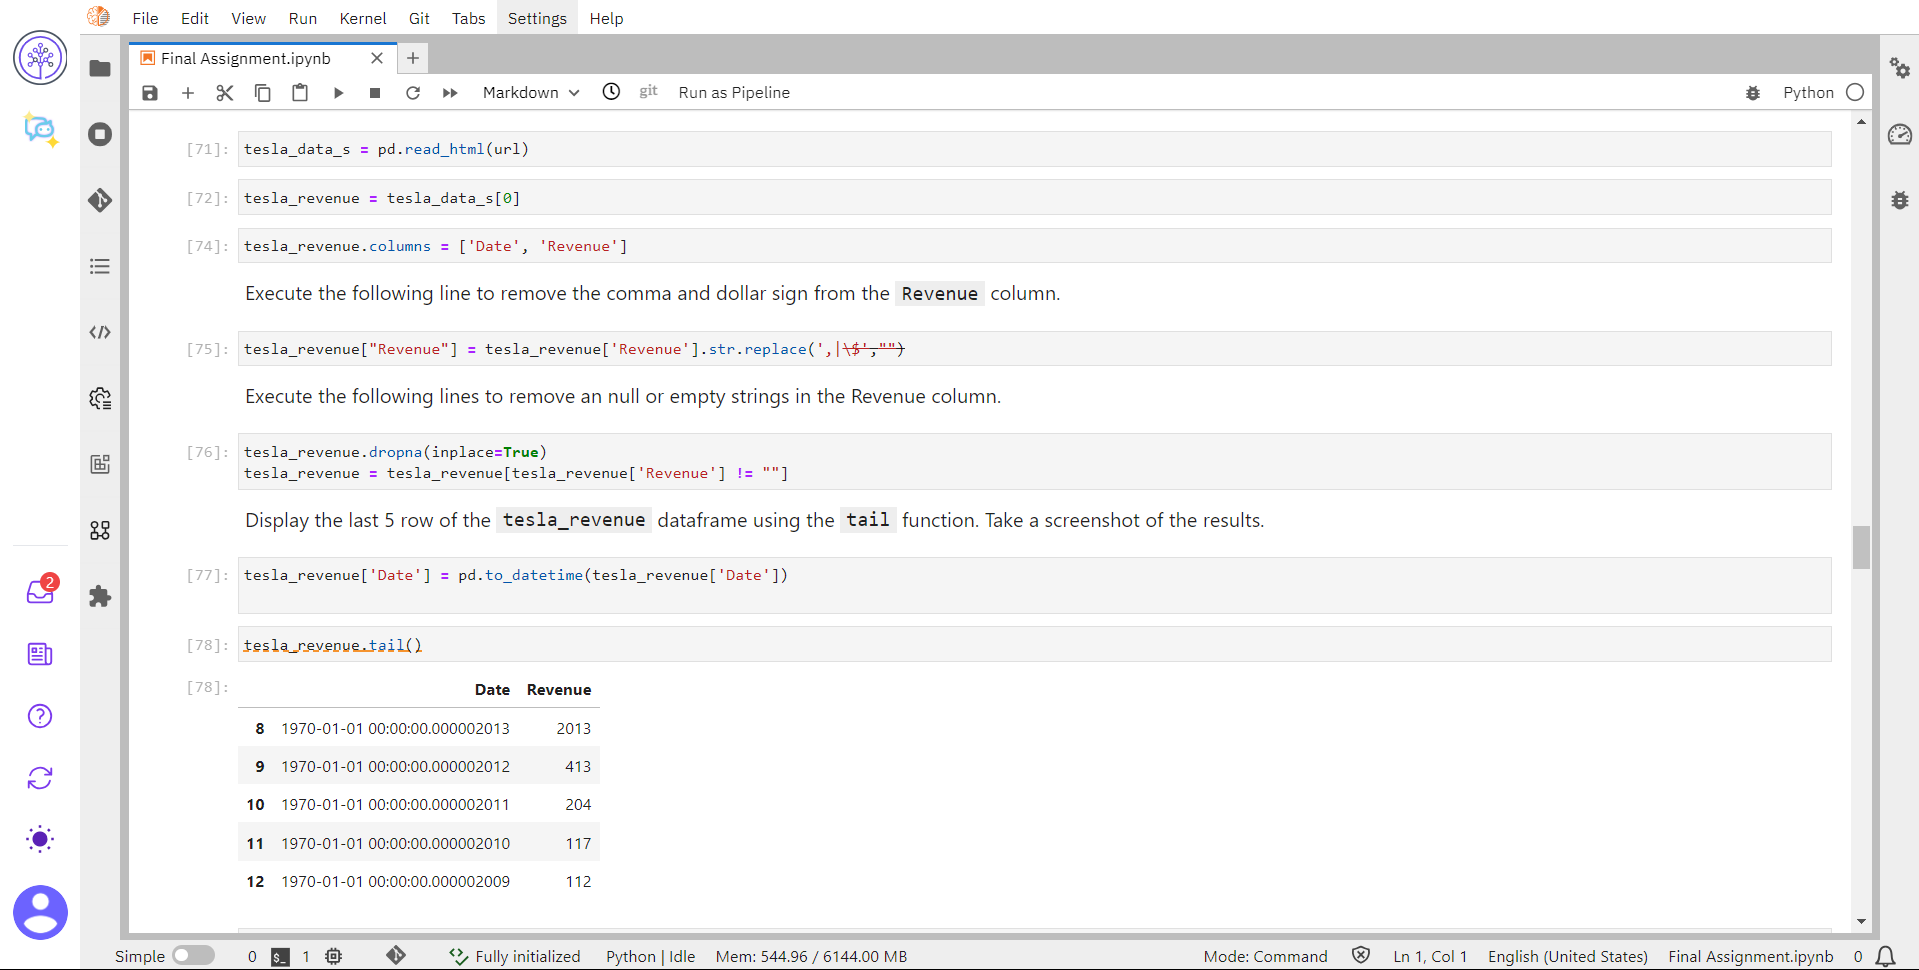 File Edit View Run Kernel Git Tabs Settings Help
Final Assignment.ipynb
Markdown git Run as Pipeline Python
[71]: tesla_data_s = pd.read_html(url)
[72]: tesla_revenue = tesla_data_s[0]
[74]: tesla_revenue.columns = ['Date', 'Revenue']
Execute the following line to remove the comma and dollar sign from the Revenue column.
[75]: tesla_revenue["Revenue"] = tesla_revenue['Revenue'].str.replace(',|\$',"")
Execute the following lines to remove an null or empty strings in the Revenue column.
[76]: tesla_revenue.dropna(inplace=True)
tesla_revenue = tesla_revenue[tesla_revenue['Revenue'] != ""]
Display the last 5 row of the tesla_revenue dataframe using the tail function. Take a screenshot of the results.
[77]: tesla_revenue['Date'] = pd.to_datetime(tesla_revenue['Date'])
[78]: tesla_revenue.tail()
[78]: Date Revenue
8 1970-01-01 00:00:00.000002013 2013
9 1970-01-01 00:00:00.000002012 413
10 1970-01-01 00:00:00.000002011 204
11 1970-01-01 00:00:00.000002010 117
12 1970-01-01 00:00:00.000002009 112
2
Simple 0 $_ 1 Fully initialized Python | Idle Mem: 544.96 / 6144.00 MB Mode: Command Ln 1, Col 1 English (United States) Final Assignment.ipynb 0